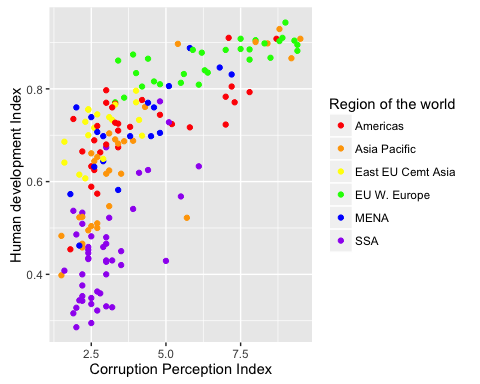 Human development Index
0.8
0.6
0.4
2.5
5.0
7.5
Corruption Perception Index
Region of the world
Americas
Asia Pacific
East EU Cemt Asia
EU W. Europe
MENA
SSA